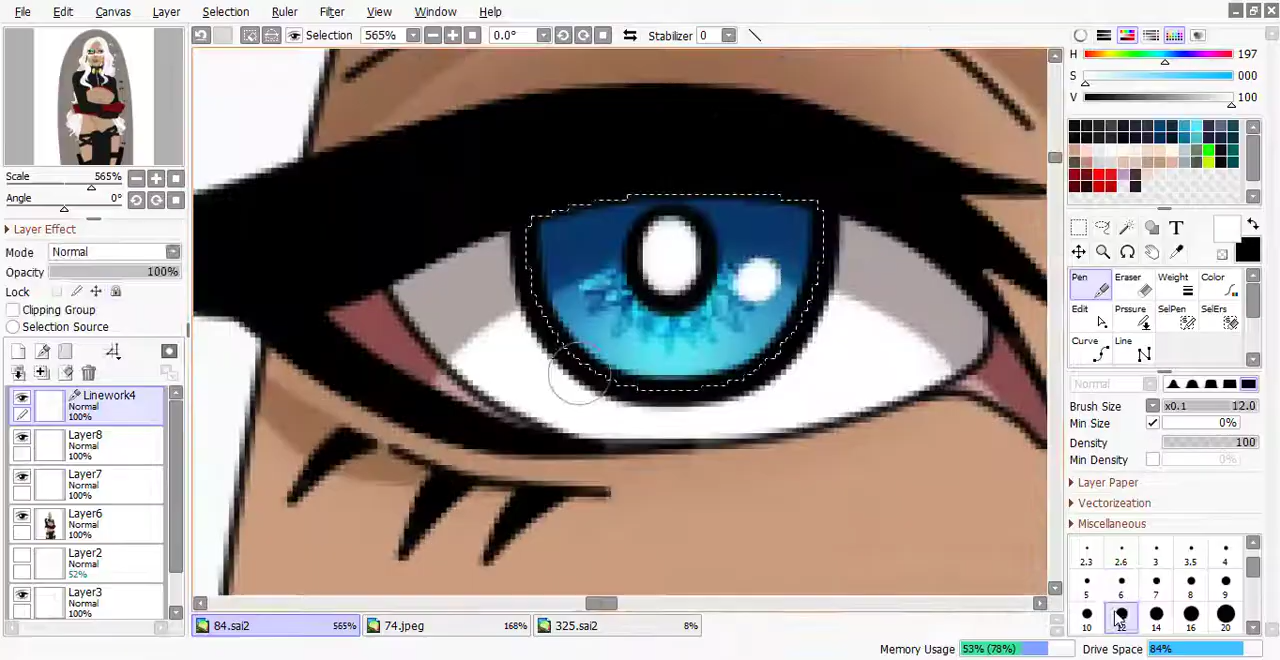 File Edit Canvas Layer Selection Ruler Filter View Window Help
Selection 565% 0.0° Stabilizer 0
H 197
S 000
V 100
Scale 565%
Angle 0°
Layer Effect
Mode Normal
Opacity 100%
Lock
Clipping Group
Selection Source
Linework4
Normal
100%
Layer8
Normal
100%
Layer7
Normal
100%
Layer6
Normal
100%
Layer2
Normal
52%
Layer3
Normal
100%
T
Pen Eraser Weight Color
Edit Prssure SelPen SelErs
Curve Line
Normal
Brush Size x0.1 12.0
Min Size 0%
Density 100
Min Density 0%
Layer Paper
Vectorization
Miscellaneous
2.3 2.6 3 3.5 4
5 6 7 8 9
10 12 14 16 20
84.sai2 565% 74.jpeg 168% 325.sai2 8%
Memory Usage 53% (78%) Drive Space 84%